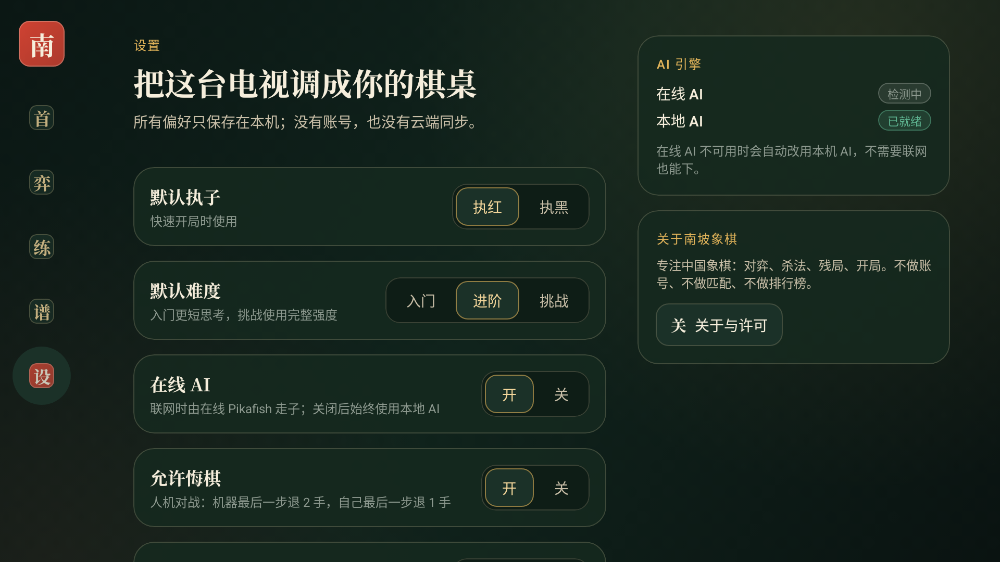 南
首
弈
练
谱
设
设置
把这台电视调成你的棋桌
所有偏好只保存在本机；没有账号，也没有云端同步。
默认执子
快速开局时使用
执红
执黑
默认难度
入门更短思考，挑战使用完整强度
入门
进阶
挑战
在线 AI
联网时由在线 Pikafish 走子；关闭后始终使用本地 AI
开
关
允许悔棋
人机对战：机器最后一步退 2 手，自己最后一步退 1 手
开
关
AI 引擎
在线 AI
检测中
本地 AI
已就绪
在线 AI 不可用时会自动改用本机 AI，不需要联网
也能下。
关于南坡象棋
专注中国象棋：对弈、杀法、残局、开局。不做账
号、不做匹配、不做排行榜。
关 关于与许可